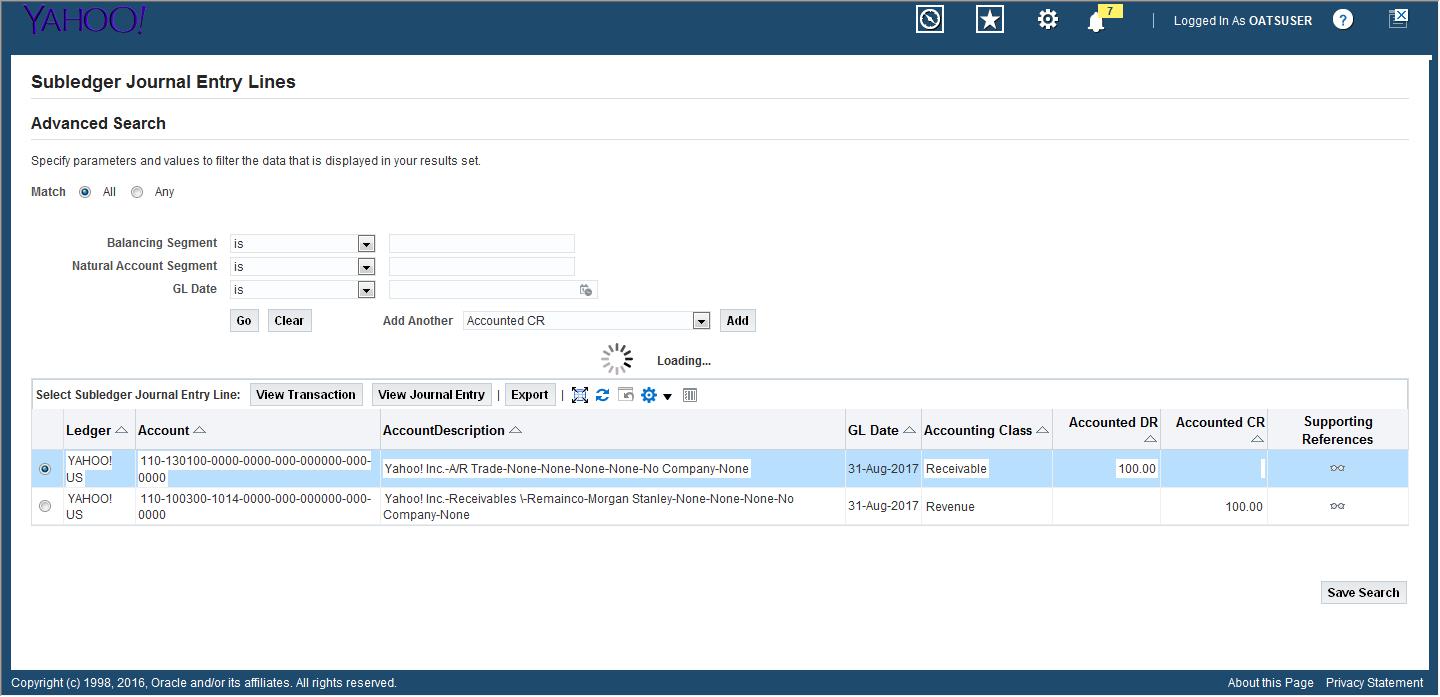 YAHOO!
7
Logged In As OATSUSER
?
Subledger Journal Entry Lines
Advanced Search
Specify parameters and values to filter the data that is displayed in your results set.
Match All Any
Balancing Segment is
Natural Account Segment is
GL Date is
Go Clear Add Another Accounted CR Add
Loading...
Select Subledger Journal Entry Line: View Transaction View Journal Entry | Export |
Ledger Account AccountDescription GL Date Accounting Class Accounted DR Accounted CR Supporting
References
YAHOO! 110-130100-0000-0000-000-000000-000- Yahoo! Inc.-A/R Trade-None-None-None-None-No Company-None 31-Aug-2017 Receivable 100.00
US 0000
YAHOO! 110-100300-1014-0000-000-000000-000- Yahoo! Inc.-Receivables \-Remainco-Morgan Stanley-None-None-None-No 31-Aug-2017 Revenue 100.00
US 0000 Company-None
Save Search
Copyright (c) 1998, 2016, Oracle and/or its affiliates. All rights reserved. About this Page Privacy Statement